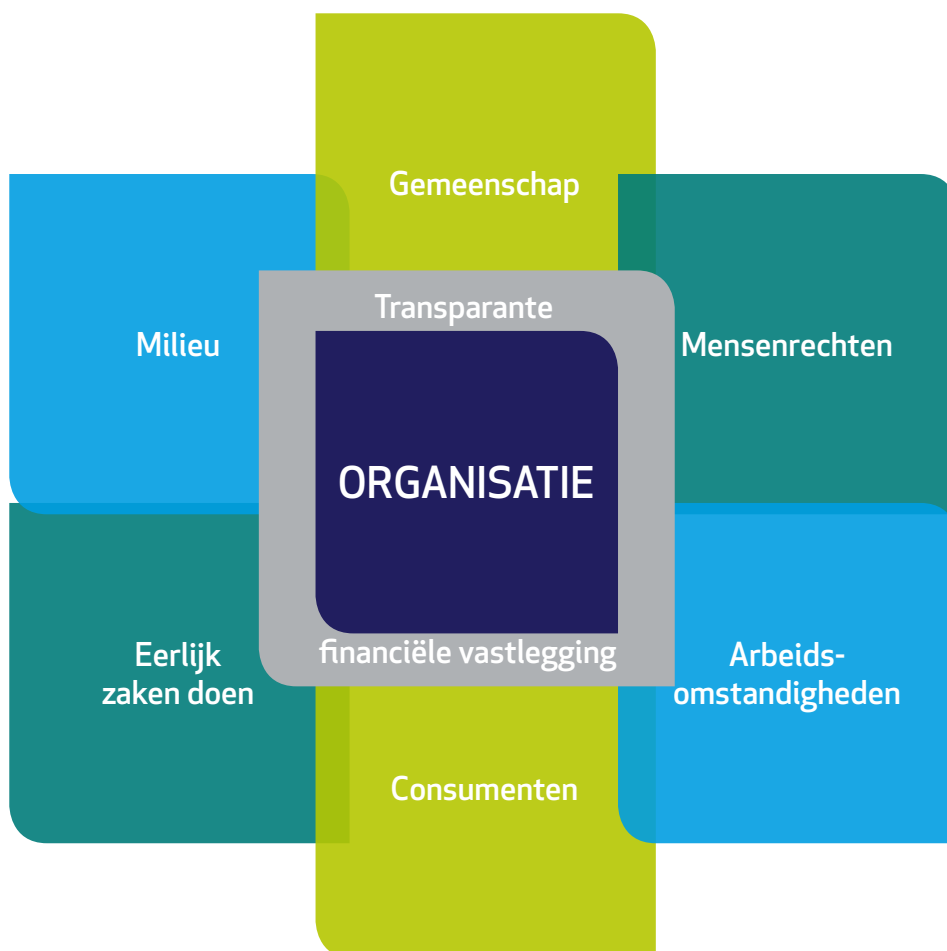 Gemeenschap
Transparante
Milieu
Mensenrechten
ORGANISATIE
financiële vastlegging
Eerlijk
zaken doen
Arbeids-
omstandigheden
Consumenten